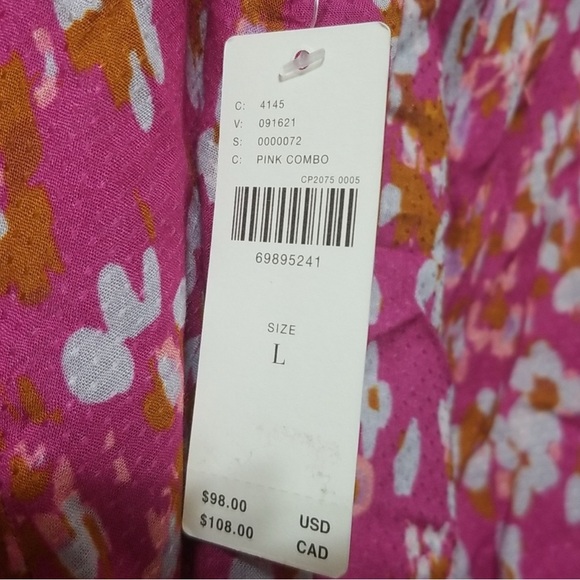 C: 4145
V: 091621
S: 0000072
C: PINK COMBO
CP2075 0005
69895241
SIZE
L
$98.00 USD
$108.00 CAD